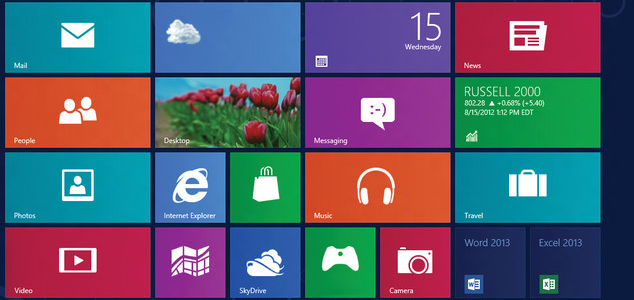 15
Wednesday
Mail
News
RUSSELL 2000
802.28 ▲ +0.68% (+5.40)
8/15/2012 1:12 PM EDT
People
Desktop
:-)
Messaging
Photos
Internet Explorer
Music
Travel
Word 2013
Excel 2013
Video
SkyDrive
Camera